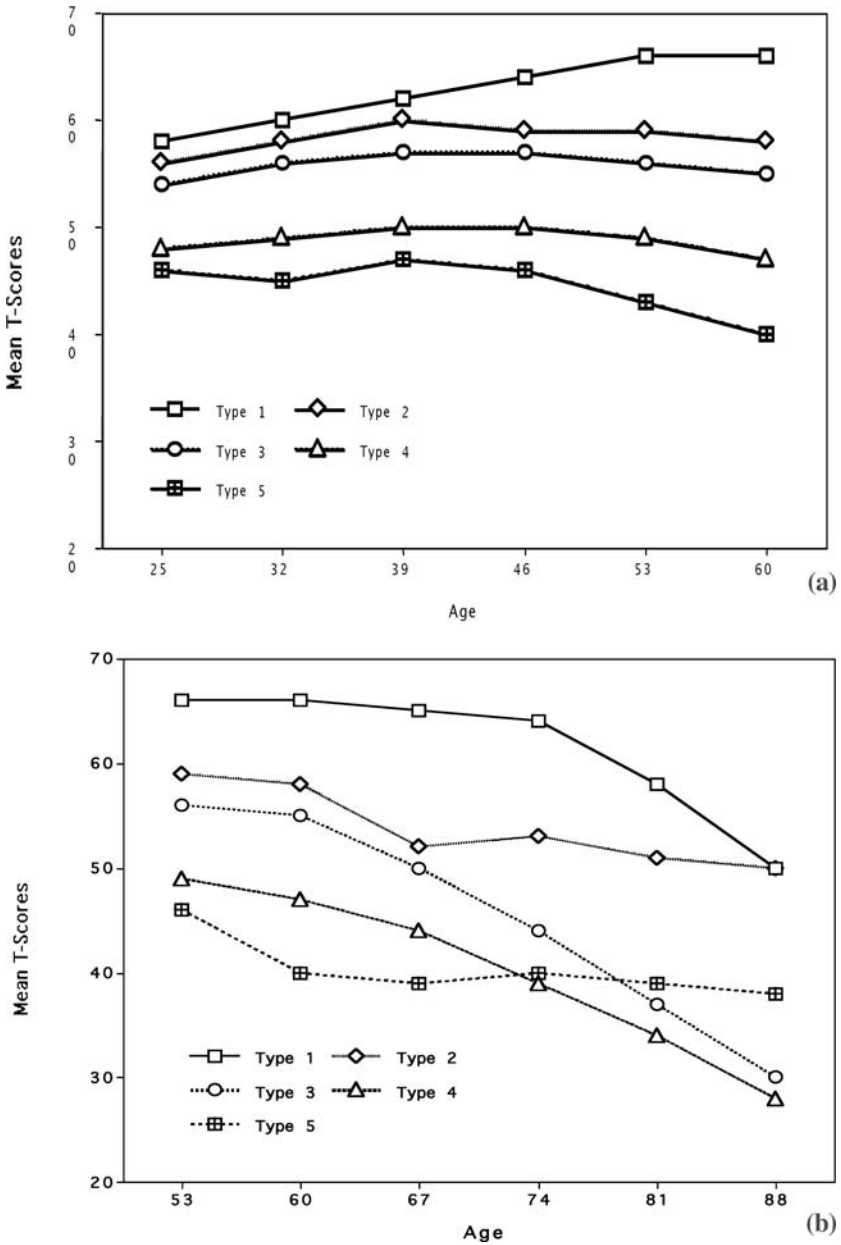 70
60
50
40
30
20
Mean T-Scores
Type 1 Type 2
Type 3 Type 4
Type 5
25 32 39 46 53 60
(a)
Age
70
60
50
40
30
20
Mean T-Scores
Type 1 Type 2
Type 3 Type 4
Type 5
53 60 67 74 81 88
Age
(b)